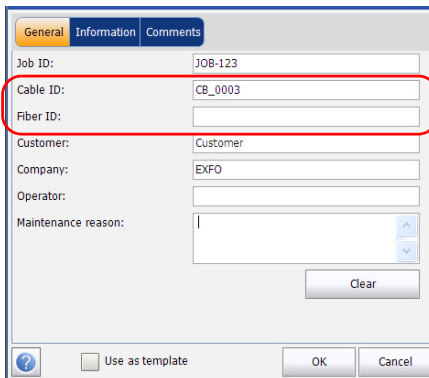 General Information Comments
Job ID: JOB-123
Cable ID: CB_0003
Fiber ID:
Customer: Customer
Company: EXFO
Operator:
Maintenance reason:
Clear
? Use as template OK Cancel